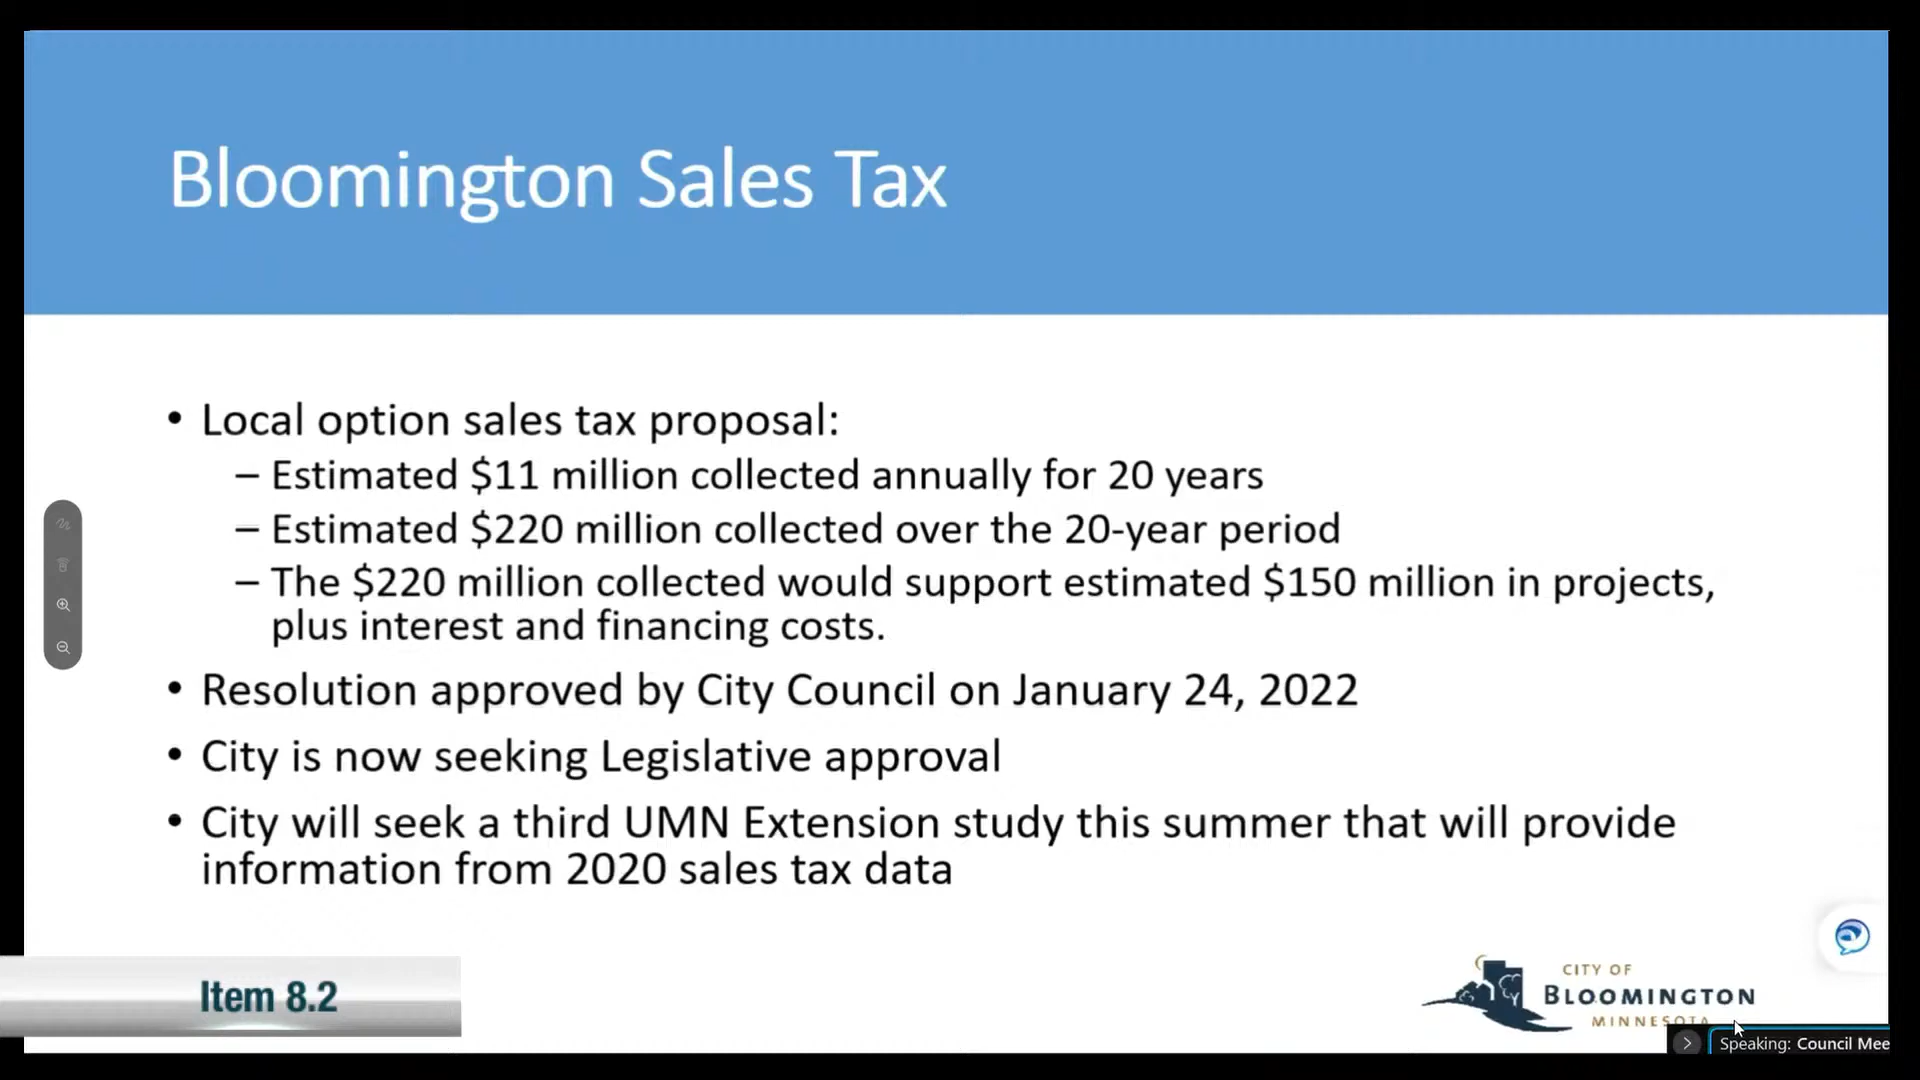 Bloomington Sales Tax
• Local option sales tax proposal:
– Estimated $11 million collected annually for 20 years
– Estimated $220 million collected over the 20-year period
– The $220 million collected would support estimated $150 million in projects,
plus interest and financing costs.
• Resolution approved by City Council on January 24, 2022
• City is now seeking Legislative approval
• City will seek a third UMN Extension study this summer that will provide
information from 2020 sales tax data
Item 8.2
CITY OF
BLOOMINGTON
MINNESOTA
Speaking: Council Mee